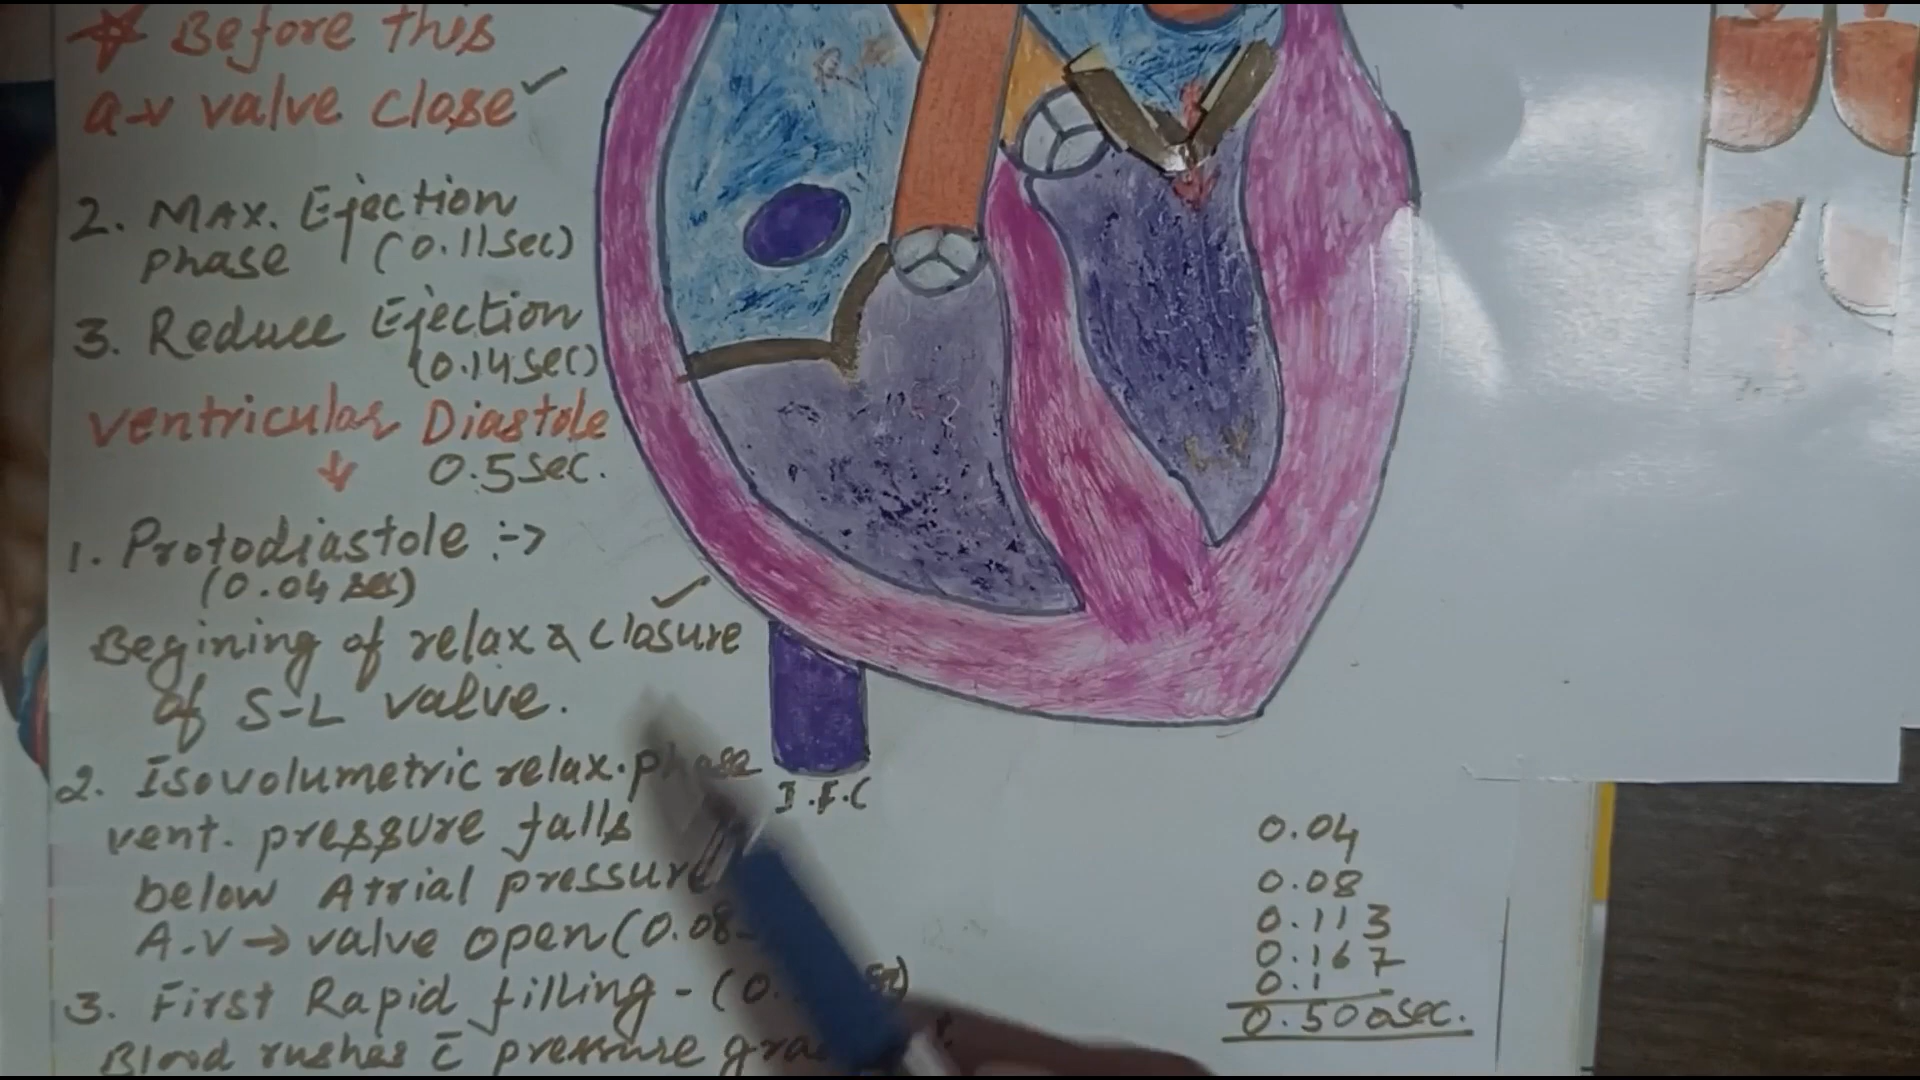 ☆ Before this
a-v valve close ✓
2. Max. Ejection
phase (0.11sec)
3. Reduce Ejection
(0.14sec)
Ventricular Diastole
↓ 0.5sec.
1. Protodiastole :->
(0.04 sec)
Begining of relax & closure ✓
of S-L valve.
2. Isovolumetric relax. phase
vent. pressure falls
below Atrial pressure
A.V → valve open (0.08
3. First Rapid filling - (0.
Blood rushes c̄ pressure
I.V.C
L.V
0.04
0.08
0.113
0.167
0.1
0.500sec.